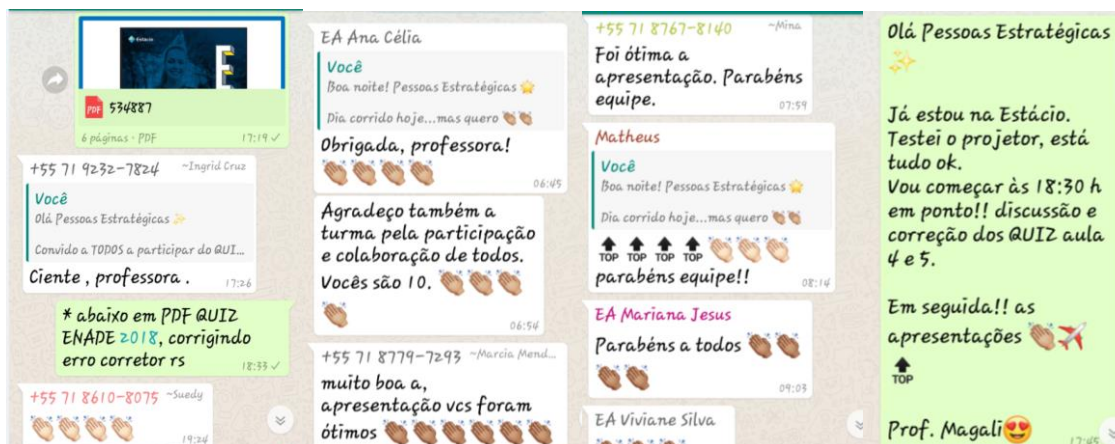 Estácio
E
PDF 534887
6 páginas · PDF 17:19
+55 71 9232-7824 ~Ingrid Cruz
Você
Olá Pessoas Estratégicas ✨
Convido a TODOS a participar do QUI...
Ciente , professora . 17:26
* abaixo em PDF QUIZ
ENADE 2018, corrigindo
erro corretor rs 18:33
+55 71 8610-8075 ~Suedy
👏🏽👏🏽👏🏽👏🏽 19:24
EA Ana Célia
Você
Boa noite! Pessoas Estratégicas 🌟
Dia corrido hoje...mas quero 👏🏽👏🏽
Obrigada, professora!
👏🏽👏🏽👏🏽👏🏽 06:45
Agradeço também a
turma pela participação
e colaboração de todos.
Vocês são 10. 👏🏽👏🏽👏🏽
👏🏽 06:54
+55 71 8779-7293 ~Marcia Mend...
muito boa a,
apresentação vcs foram
ótimos 👏🏽👏🏽👏🏽👏🏽👏🏽👏🏽
+55 71 8767-8140 ~Mina
Foi ótima a
apresentação. Parabéns
equipe. 07:59
Matheus
Você
Boa noite! Pessoas Estratégicas 🌟
Dia corrido hoje...mas quero 👏🏽👏🏽
🔝🔝🔝🔝👏🏻👏🏻👏🏻
parabéns equipe!! 08:14
EA Mariana Jesus
Parabéns a todos 👏🏽👏🏽
👏🏽👏🏽 09:03
EA Viviane Silva
Olá Pessoas Estratégicas
✨
Já estou na Estácio.
Testei o projetor, está
tudo ok.
Vou começar às 18:30 h
em ponto!! discussão e
correção dos QUIZ aula
4 e 5.
Em seguida!! as
apresentações 👏🏽✈️
🔝
Prof. Magali😍 17:45